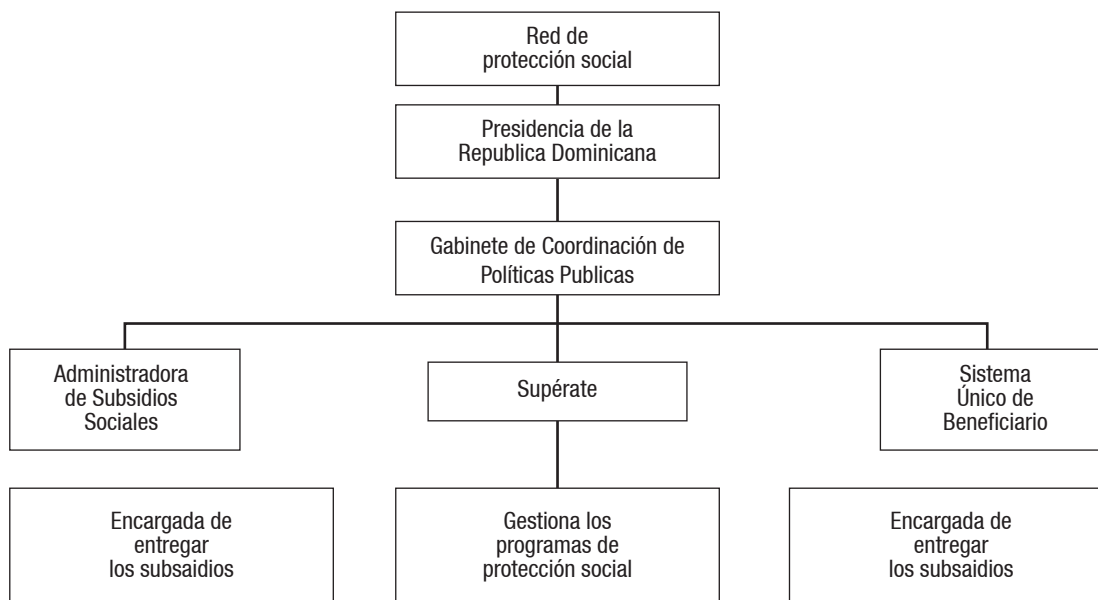 Red de
protección social
Presidencia de la
Republica Dominicana
Gabinete de Coordinación de
Políticas Publicas
Administradora
de Subsidios
Sociales
Supérate
Sistema
Único de
Beneficiario
Encargada de
entregar
los subsaidios
Gestiona los
programas de
protección social
Encargada de
entregar
los subsaidios